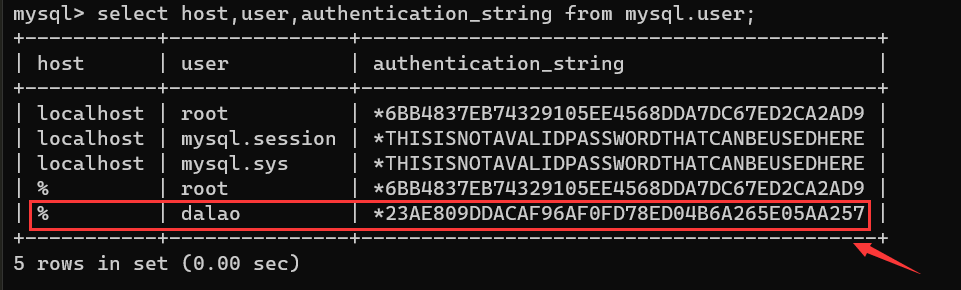 mysql> select host,user,authentication_string from mysql.user;
+-----------+---------------+-------------------------------------------+
| host      | user          | authentication_string                     |
+-----------+---------------+-------------------------------------------+
| localhost | root          | *6BB4837EB74329105EE4568DDA7DC67ED2CA2AD9 |
| localhost | mysql.session | *THISISNOTAVALIDPASSWORDTHATCANBEUSEDHERE |
| localhost | mysql.sys     | *THISISNOTAVALIDPASSWORDTHATCANBEUSEDHERE |
| %         | root          | *6BB4837EB74329105EE4568DDA7DC67ED2CA2AD9 |
| %         | dalao         | *23AE809DDACAF96AF0FD78ED04B6A265E05AA257 |
+-----------+---------------+-------------------------------------------+
5 rows in set (0.00 sec)